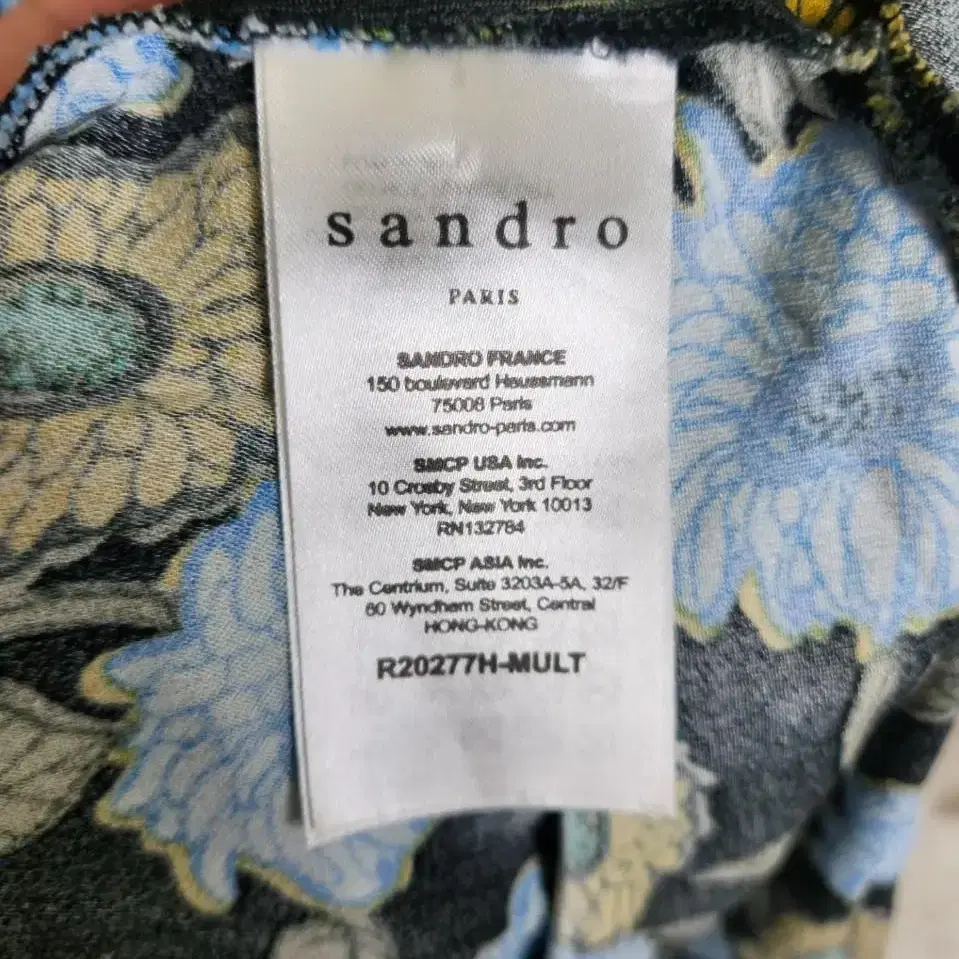 sandro
PARIS
SANDRO FRANCE
150 boulevard Haussmann
75008 Paris
www.sandro-paris.com
SMCP USA Inc.
10 Crosby Street, 3rd Floor
New York, New York 10013
RN132784
SMCP ASIA Inc.
The Centrium, Suite 3203A-5A, 32/F
60 Wyndham Street, Central
HONG-KONG
R20277H-MULT